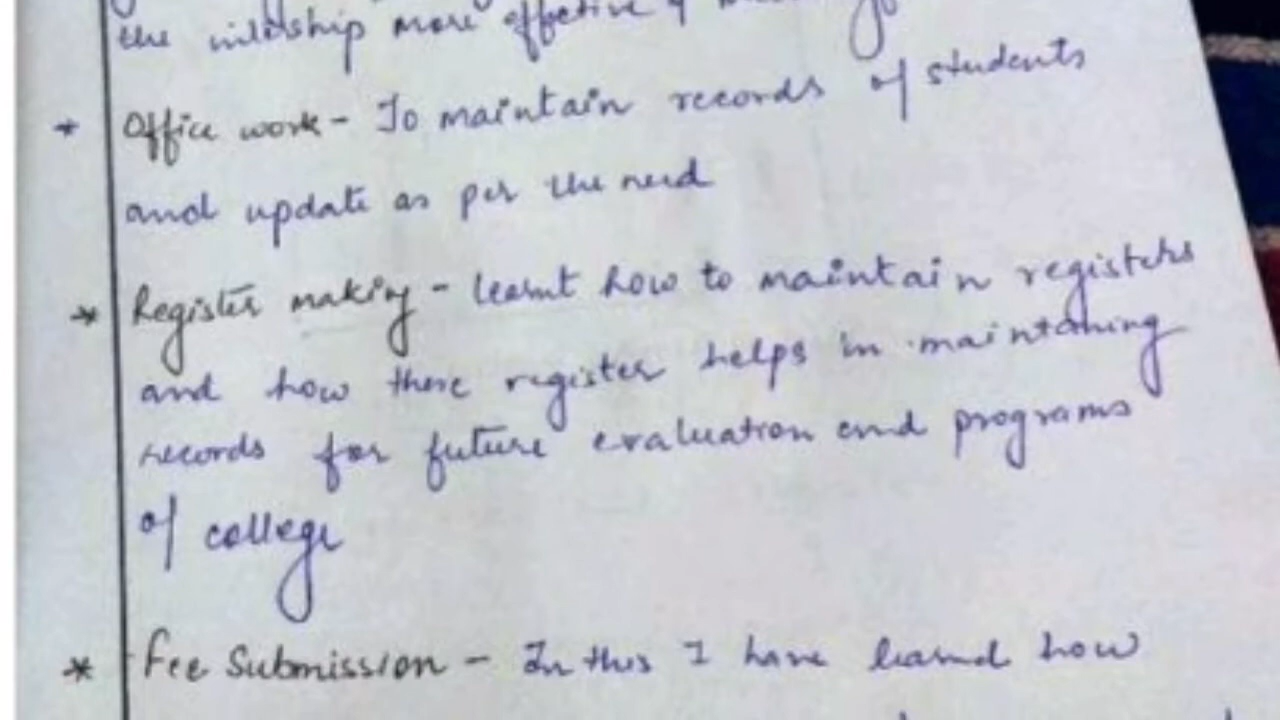 the more effective &
* Office work - To maintain records of students
and update as per the need
* Register making - learnt how to maintain registers
and how these register helps in maintaining
records for future evaluation and programs
of college
* Fee Submission - In this I have learned how